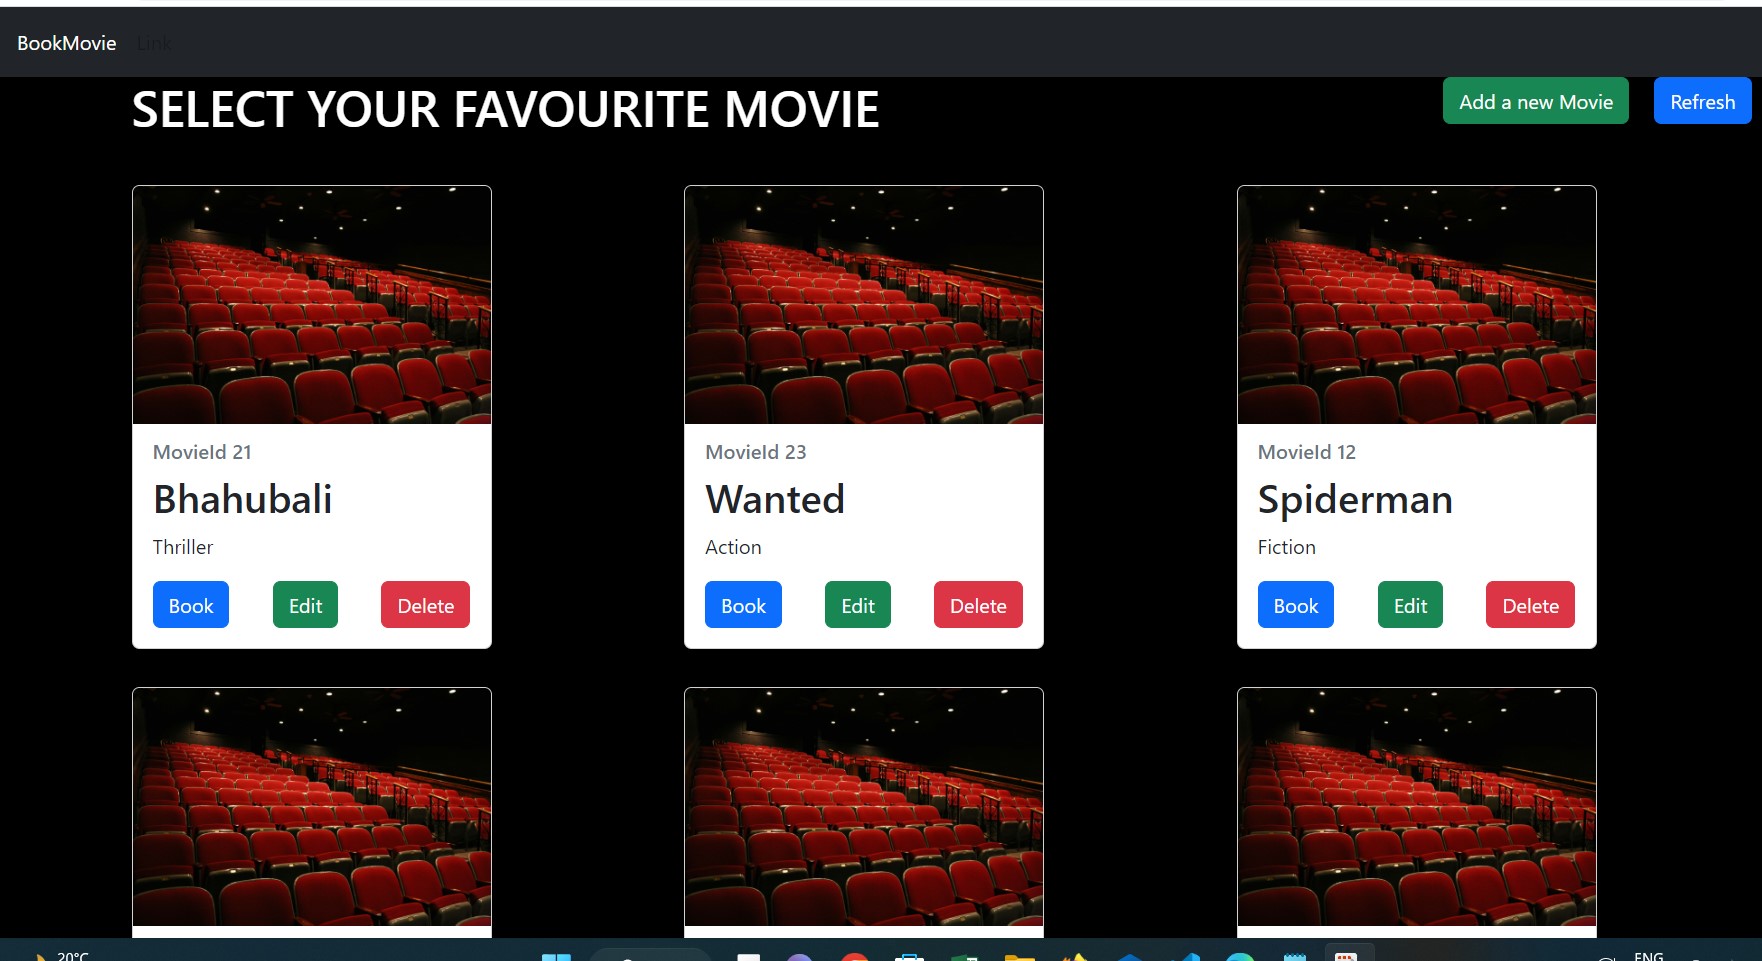 BookMovie Link
SELECT YOUR FAVOURITE MOVIE
Add a new Movie Refresh
MovieId 21
Bhahubali
Thriller
Book Edit Delete
MovieId 23
Wanted
Action
Book Edit Delete
MovieId 12
Spiderman
Fiction
Book Edit Delete
20°C
ENG